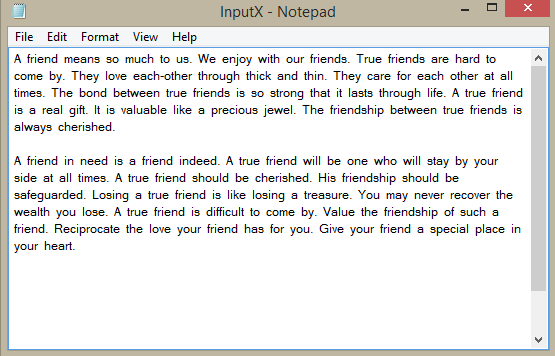 InputX - Notepad
File Edit Format View Help
A friend means so much to us. We enjoy with our friends. True friends are hard to
come by. They love each-other through thick and thin. They care for each other at all
times. The bond between true friends is so strong that it lasts through life. A true friend
is a real gift. It is valuable like a precious jewel. The friendship between true friends is
always cherished.

A friend in need is a friend indeed. A true friend will be one who will stay by your
side at all times. A true friend should be cherished. His friendship should be
safeguarded. Losing a true friend is like losing a treasure. You may never recover the
wealth you lose. A true friend is difficult to come by. Value the friendship of such a
friend. Reciprocate the love your friend has for you. Give your friend a special place in
your heart.